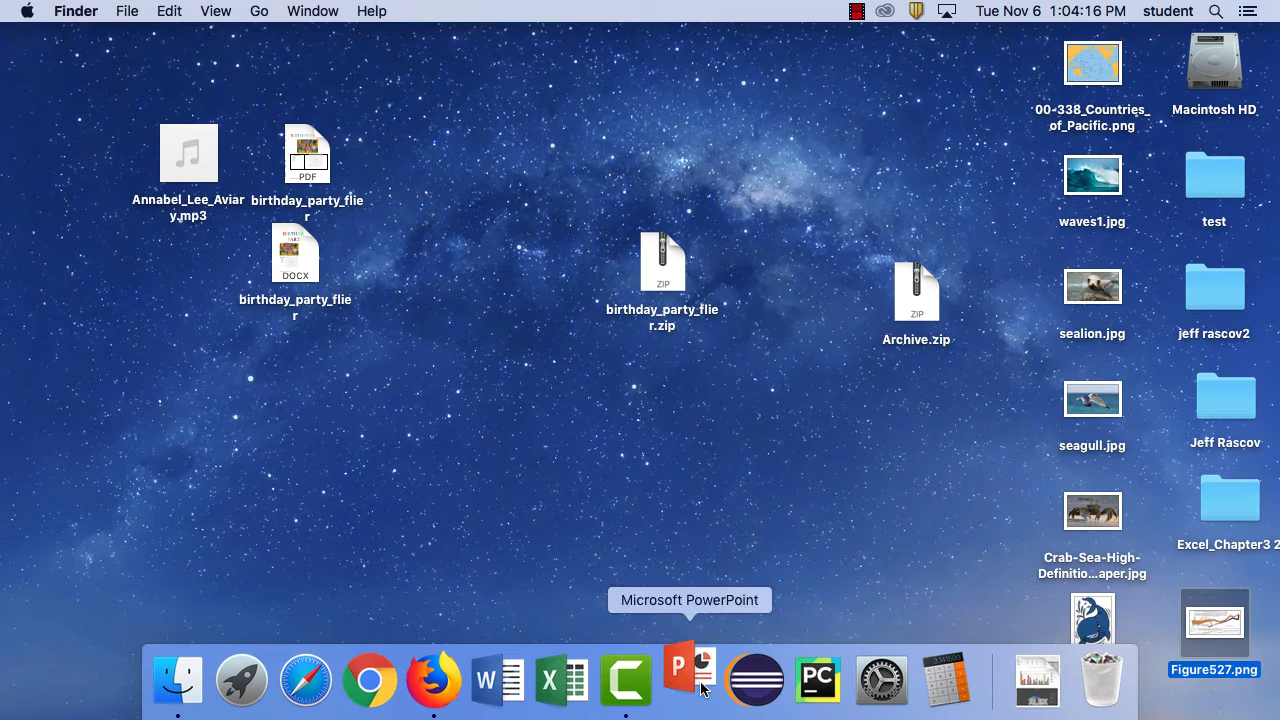 Finder File Edit View Go Window Help Tue Nov 6 1:04:16 PM student
00-338_Countries_
of_Pacific.png
Macintosh HD
Annabel_Lee_Aviar
y.mp3
PDF
birthday_party_flie
r
waves1.jpg
test
DOCX
birthday_party_flie
r
ZIP
birthday_party_flie
r.zip
ZIP
Archive.zip
sealion.jpg
jeff rascov2
seagull.jpg
Jeff Rascov
Crab-Sea-High-
Definitio...aper.jpg
Excel_Chapter3 2
Microsoft PowerPoint
Figure527.png
W
X
C
P
PC